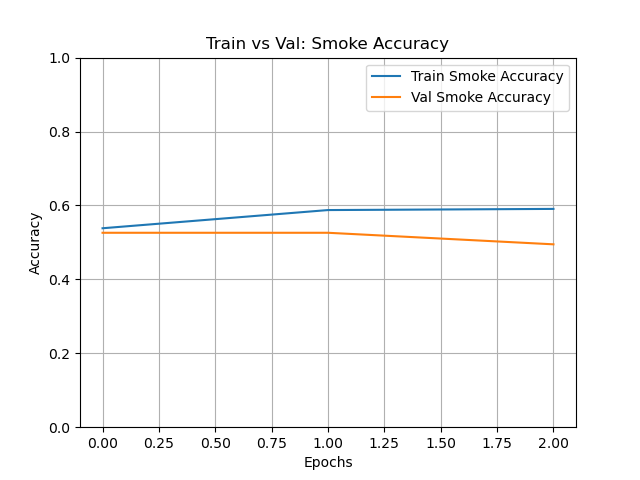 Train vs Val: Smoke Accuracy
1.0
0.8
0.6
0.4
0.2
0.0
Accuracy
Train Smoke Accuracy
Val Smoke Accuracy
0.00 0.25 0.50 0.75 1.00 1.25 1.50 1.75 2.00
Epochs